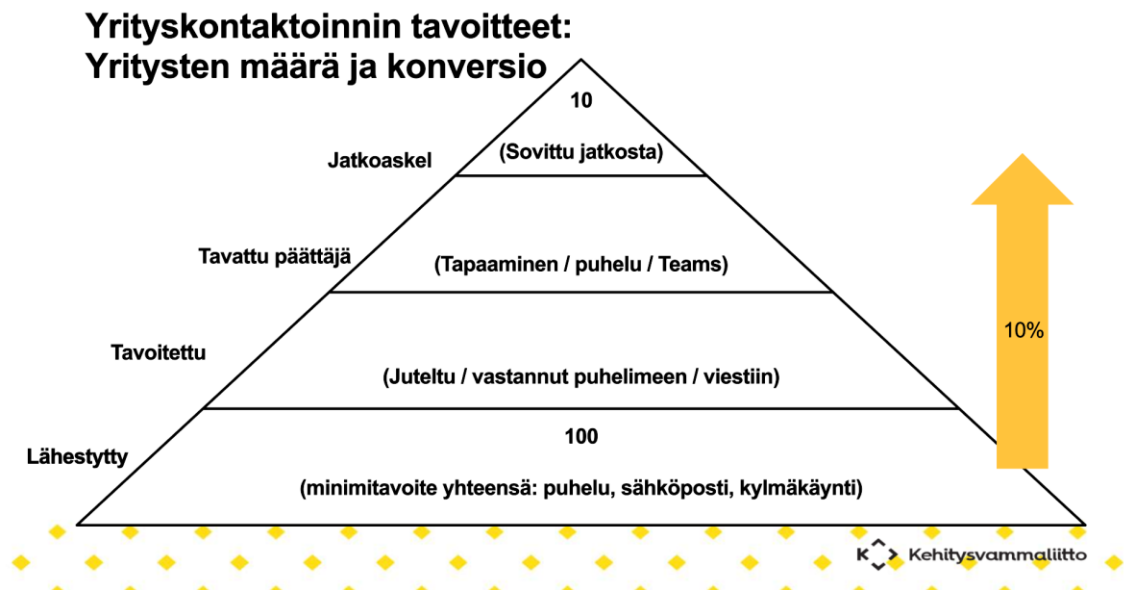 Yrityskontaktoinnin tavoitteet:
Yritysten määrä ja konversio
10
(Sovittu jatkosta)
Jatkoaskel
Tavattu päättäjä
(Tapaaminen / puhelu / Teams)
10%
Tavoitettu
(Juteltu / vastannut puhelimeen / viestiin)
100
Lähestytty
(minimitavoite yhteensä: puhelu, sähköposti, kylmäkäynti)
K Kehitysvammaliitto